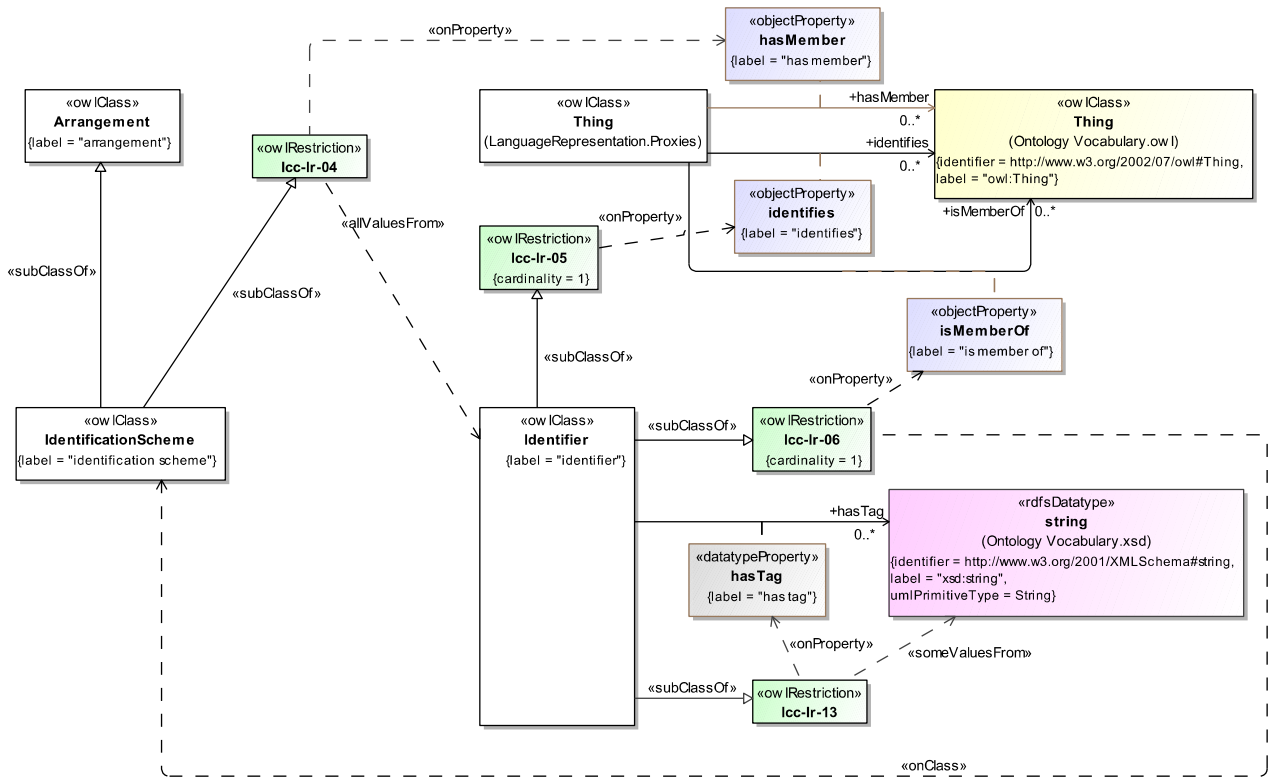 «objectProperty»
hasMember
{label = "has member"}
«onProperty»
«owlClass»
Arrangement
{label = "arrangement"}
«owlRestriction»
lcc-lr-04
«owlClass»
Thing
(LanguageRepresentation.Proxies)
+hasMember
0..*
+identifies
0..*
«owlClass»
Thing
(Ontology Vocabulary.owl)
{identifier = http://www.w3.org/2002/07/owl#Thing,
label = "owl:Thing"}
+isMemberOf
0..*
«objectProperty»
identifies
{label = "identifies"}
«onProperty»
«allValuesFrom»
«owlRestriction»
lcc-lr-05
{cardinality = 1}
«subClassOf»
«subClassOf»
«objectProperty»
isMemberOf
{label = "is member of"}
«subClassOf»
«onProperty»
«owlClass»
IdentificationScheme
{label = "identification scheme"}
«owlClass»
Identifier
{label = "identifier"}
«subClassOf»
«owlRestriction»
lcc-lr-06
{cardinality = 1}
+hasTag
0..*
«rdfsDatatype»
string
(Ontology Vocabulary.xsd)
{identifier = http://www.w3.org/2001/XMLSchema#string,
label = "xsd:string",
umlPrimitiveType = String}
«datatypeProperty»
hasTag
{label = "has tag"}
«onProperty»
«someValuesFrom»
«subClassOf»
«owlRestriction»
lcc-lr-13
«onClass»